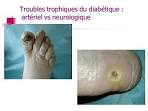 Troubles trophiques du diabétique :
artériel vs neurologique